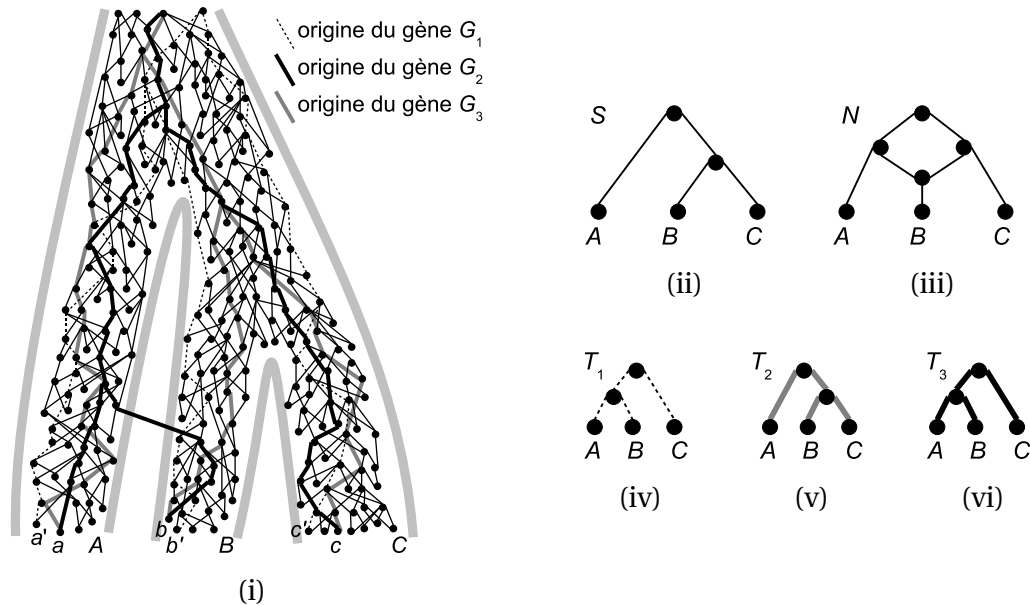 origine du gène G1
origine du gène G2
origine du gène G3
a' a A b b' B c' c C
(i)
S
A B C
(ii)
N
A B C
(iii)
T1
A B C
(iv)
T2
A B C
(v)
T3
A B C
(vi)